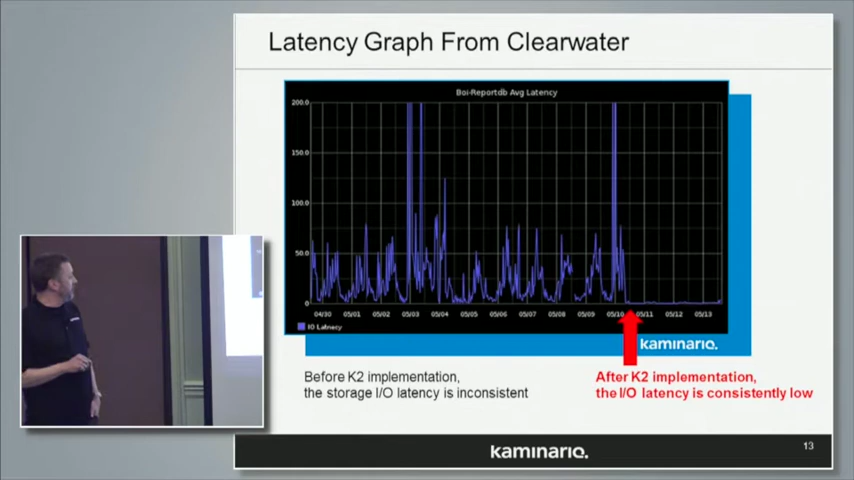 Latency Graph From Clearwater
Boi-Reportdb Avg Latency
200.0
150.0
100.0
50.0
0
04/30 05/01 05/02 05/03 05/04 05/05 05/06 05/07 05/08 05/09 05/10 05/11 05/12 05/13
IO Latency
kaminario.
Before K2 implementation,
the storage I/O latency is inconsistent
After K2 implementation,
the I/O latency is consistently low
kaminario.
13